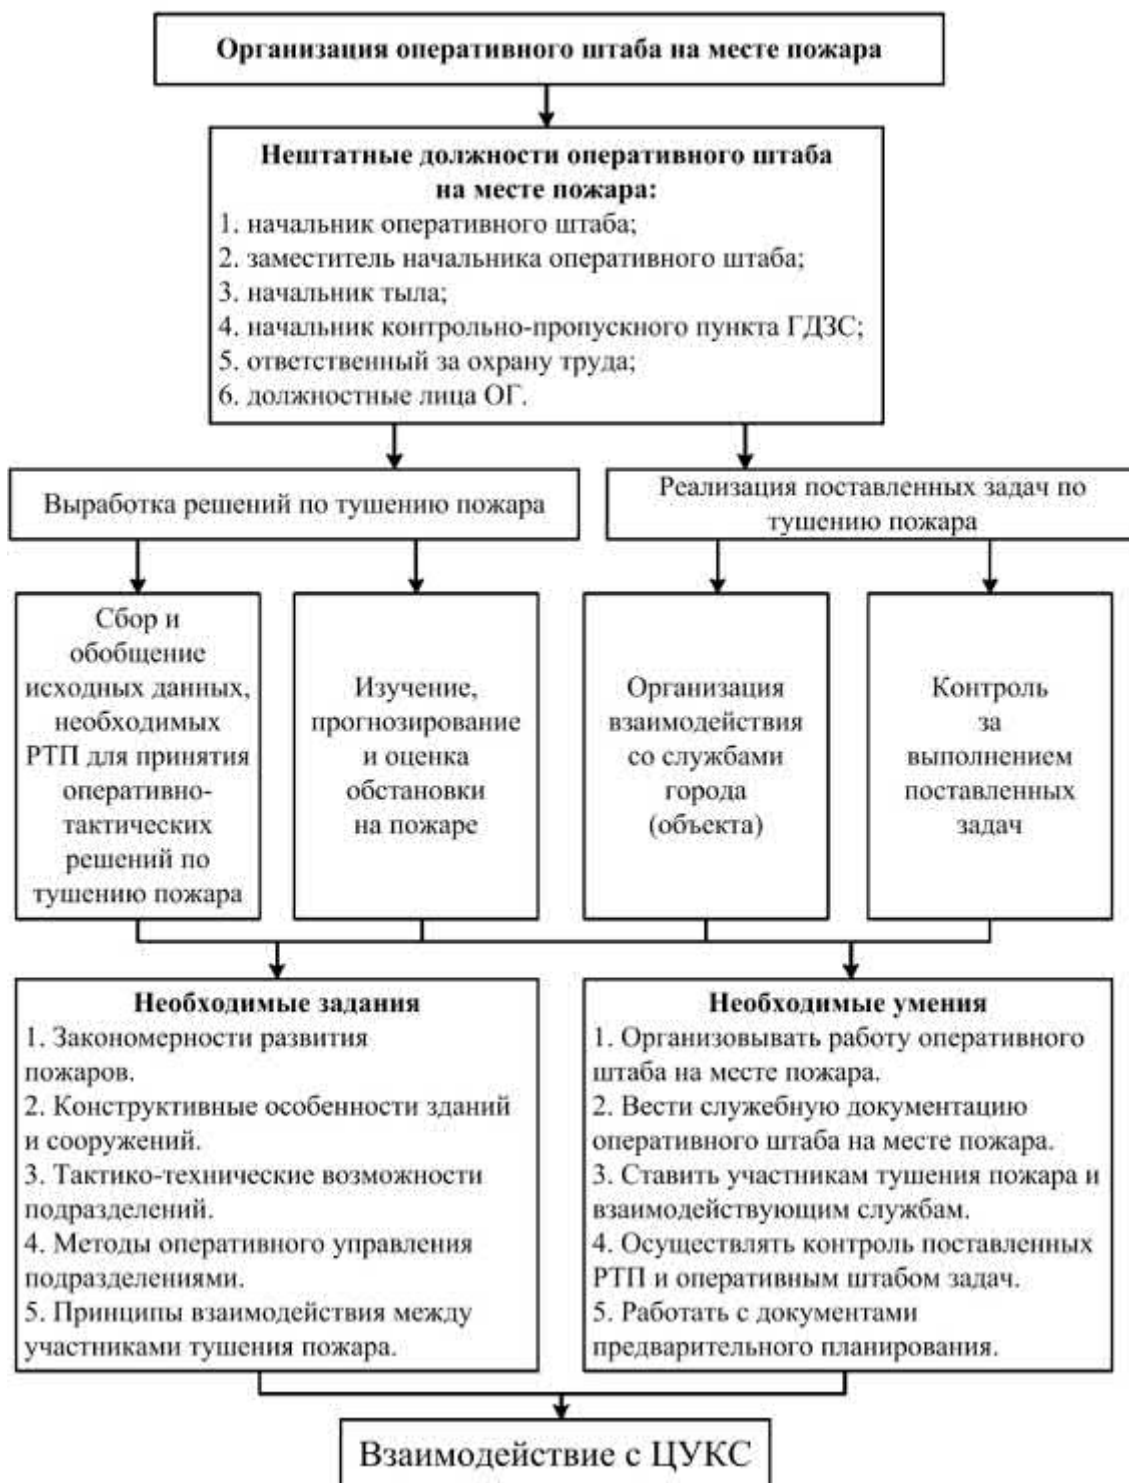 Организация оперативного штаба на месте пожара
Нештатные должности оперативного штаба
на месте пожара:
1. начальник оперативного штаба;
2. заместитель начальника оперативного штаба;
3. начальник тыла;
4. начальник контрольно-пропускного пункта ГДЗС;
5. ответственный за охрану труда;
6. должностные лица ОГ.
Выработка решений по тушению пожара
Реализация поставленных задач по
тушению пожара
Сбор и
обобщение
исходных данных,
необходимых
РТП для принятия
оперативно-
тактических
решений по
тушению пожара
Изучение,
прогнозирование
и оценка
обстановки
на пожаре
Организация
взаимодействия
со службами
города
(объекта)
Контроль
за
выполнением
поставленных
задач
Необходимые задания
1. Закономерности развития
пожаров.
2. Конструктивные особенности зданий
и сооружений.
3. Тактико-технические возможности
подразделений.
4. Методы оперативного управления
подразделениями.
5. Принципы взаимодействия между
участниками тушения пожара.
Необходимые умения
1. Организовывать работу оперативного
штаба на месте пожара.
2. Вести служебную документацию
оперативного штаба на месте пожара.
3. Ставить участникам тушения пожара и
взаимодействующим службам.
4. Осуществлять контроль поставленных
РТП и оперативным штабом задач.
5. Работать с документами
предварительного планирования.
Взаимодействие с ЦУКС